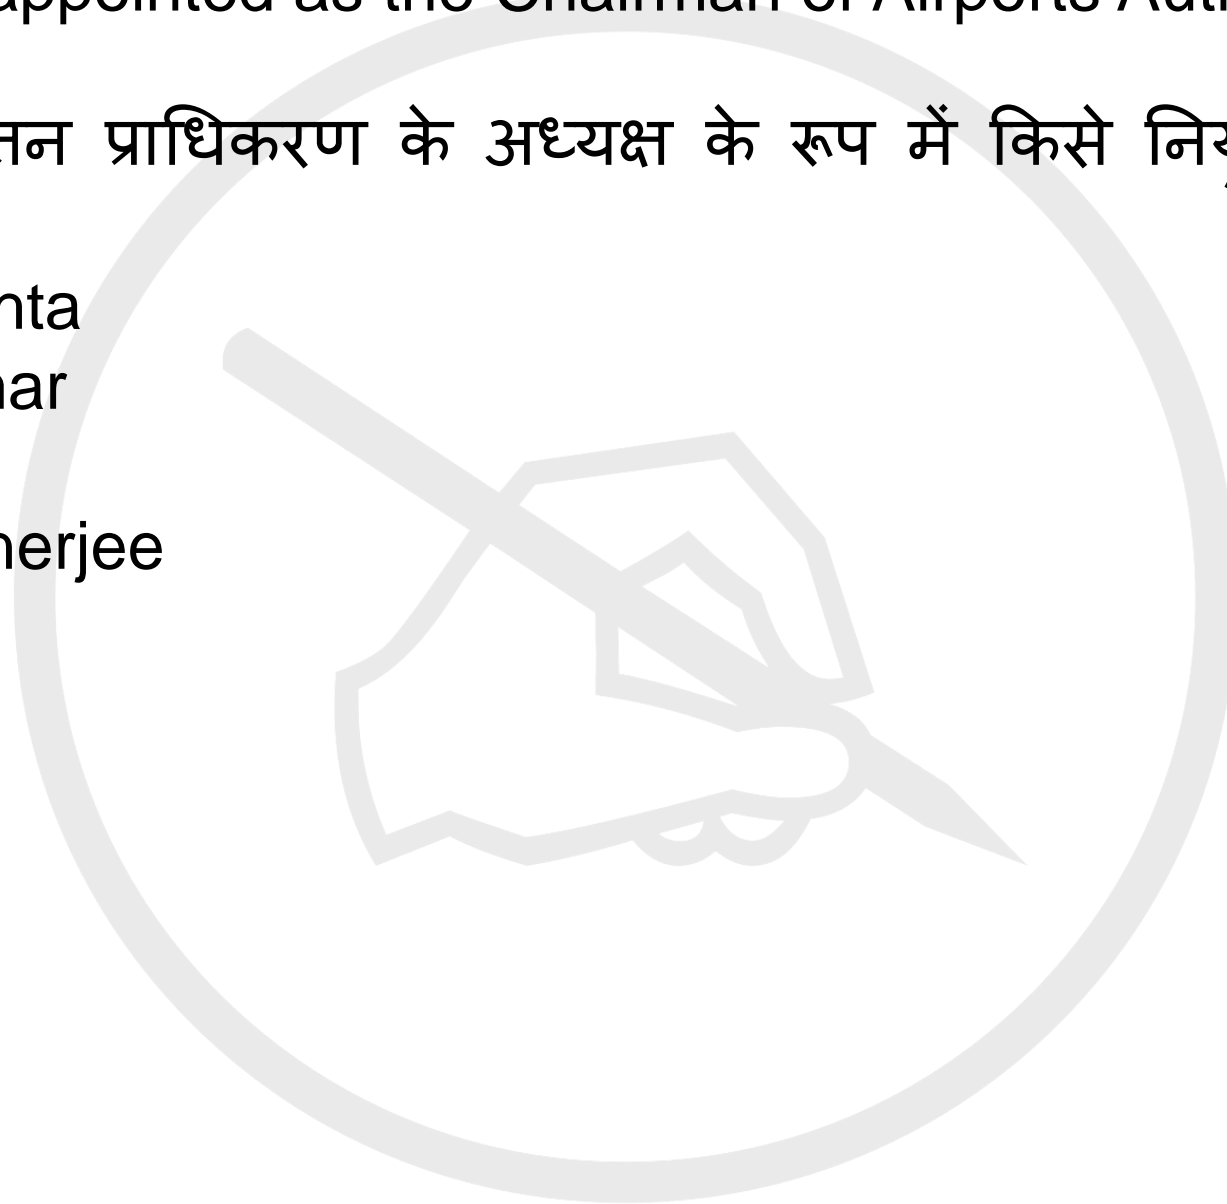 appointed as the Chairman of Airports Auth
तन प्राधिकरण के अध्यक्ष के रूप में किसे
nta
nar
nerjee